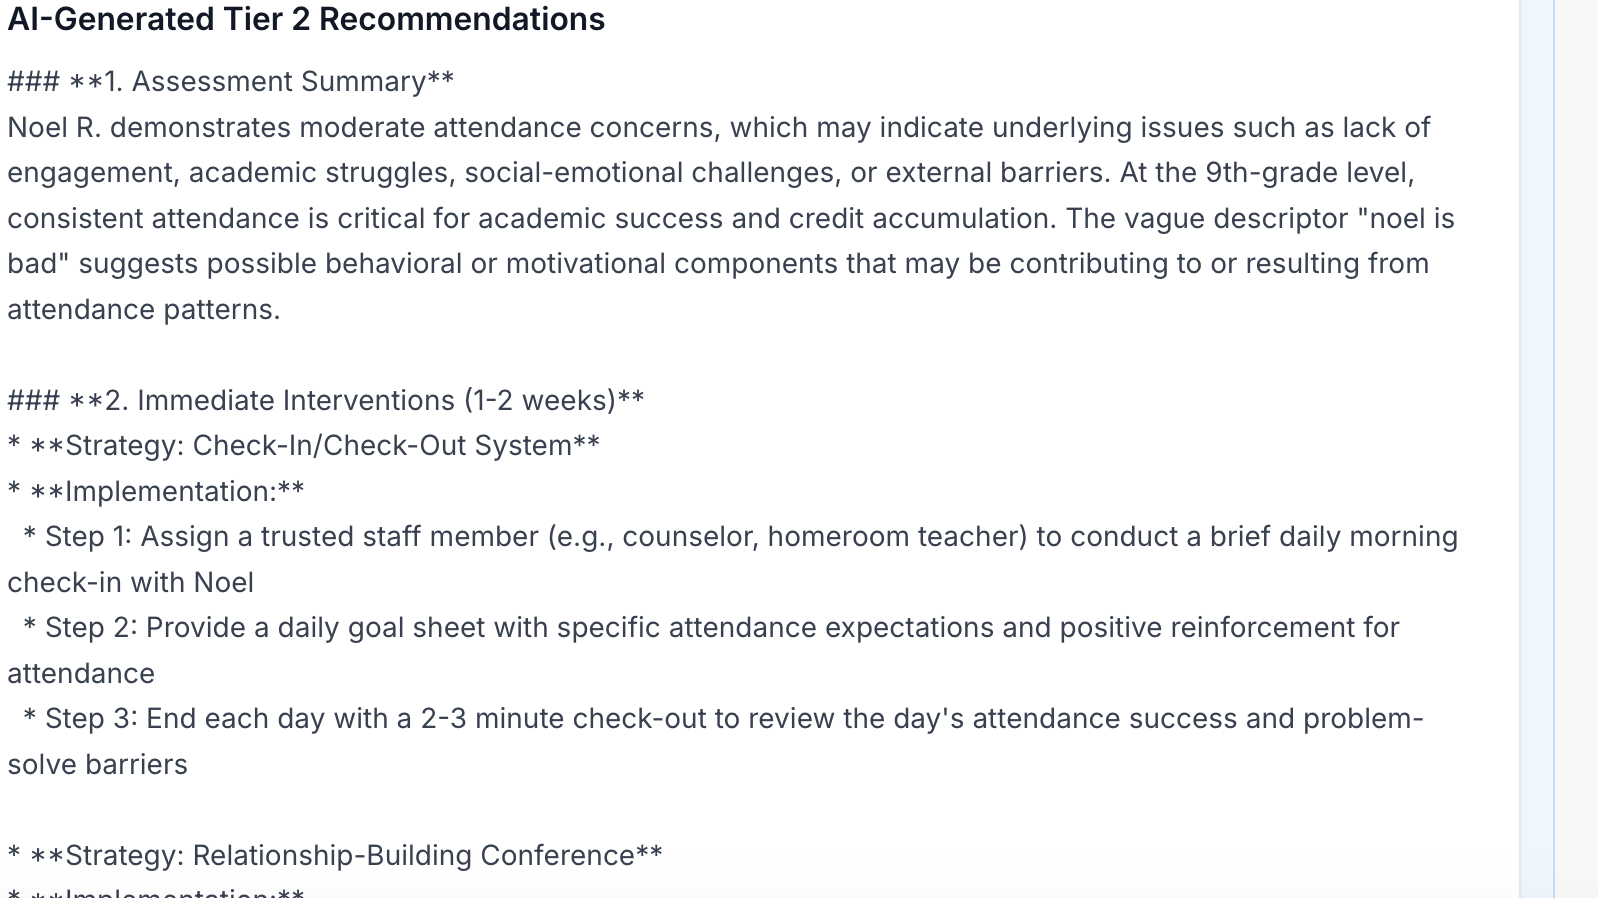 AI-Generated Tier 2 Recommendations
### **1. Assessment Summary**
Noel R. demonstrates moderate attendance concerns, which may indicate underlying issues such as lack of
engagement, academic struggles, social-emotional challenges, or external barriers. At the 9th-grade level,
consistent attendance is critical for academic success and credit accumulation. The vague descriptor "noel is
bad" suggests possible behavioral or motivational components that may be contributing to or resulting from
attendance patterns.
### **2. Immediate Interventions (1-2 weeks)**
* **Strategy: Check-In/Check-Out System**
* **Implementation:**
* Step 1: Assign a trusted staff member (e.g., counselor, homeroom teacher) to conduct a brief daily morning
check-in with Noel
* Step 2: Provide a daily goal sheet with specific attendance expectations and positive reinforcement for
attendance
* Step 3: End each day with a 2-3 minute check-out to review the day's attendance success and problem-
solve barriers
* **Strategy: Relationship-Building Conference**
* **Implementation:**